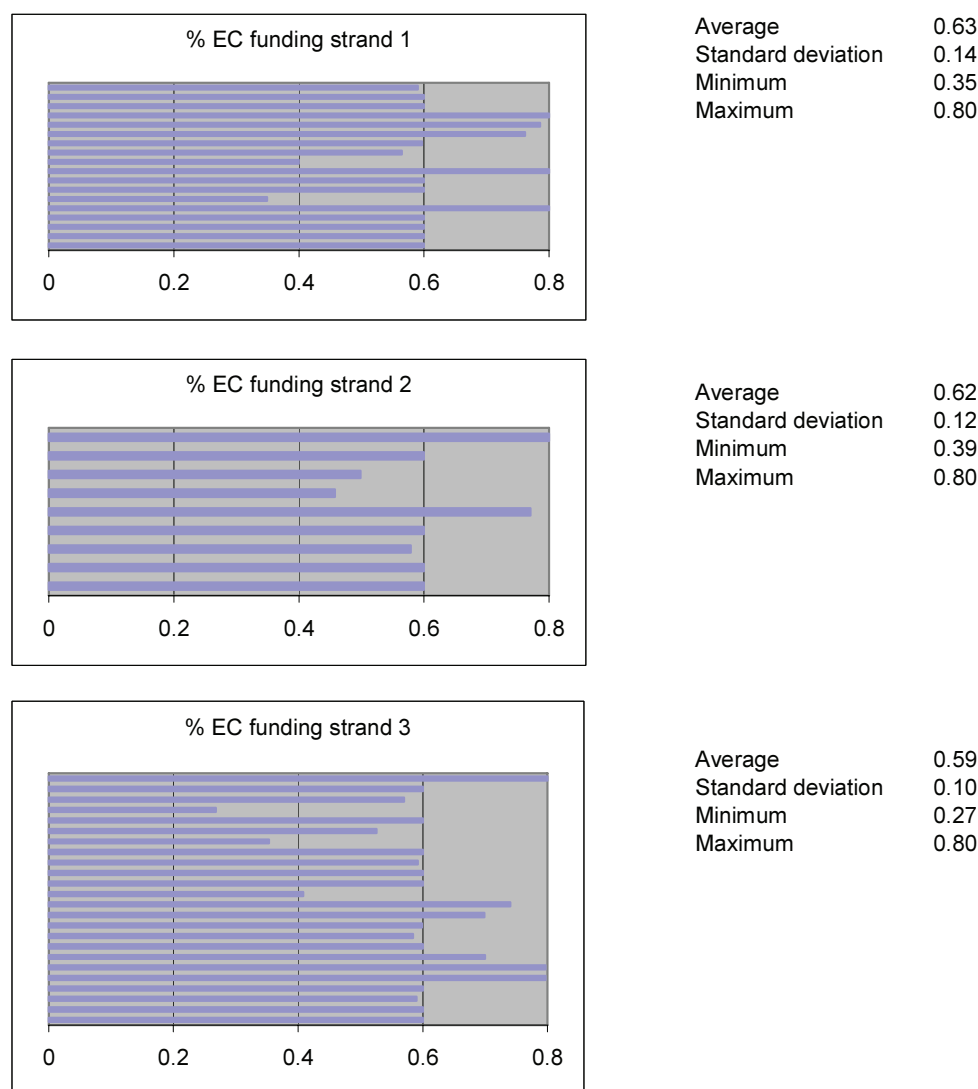 % EC funding strand 1
0 0.2 0.4 0.6 0.8
Average 0.63
Standard deviation 0.14
Minimum 0.35
Maximum 0.80
% EC funding strand 2
0 0.2 0.4 0.6 0.8
Average 0.62
Standard deviation 0.12
Minimum 0.39
Maximum 0.80
% EC funding strand 3
0 0.2 0.4 0.6 0.8
Average 0.59
Standard deviation 0.10
Minimum 0.27
Maximum 0.80